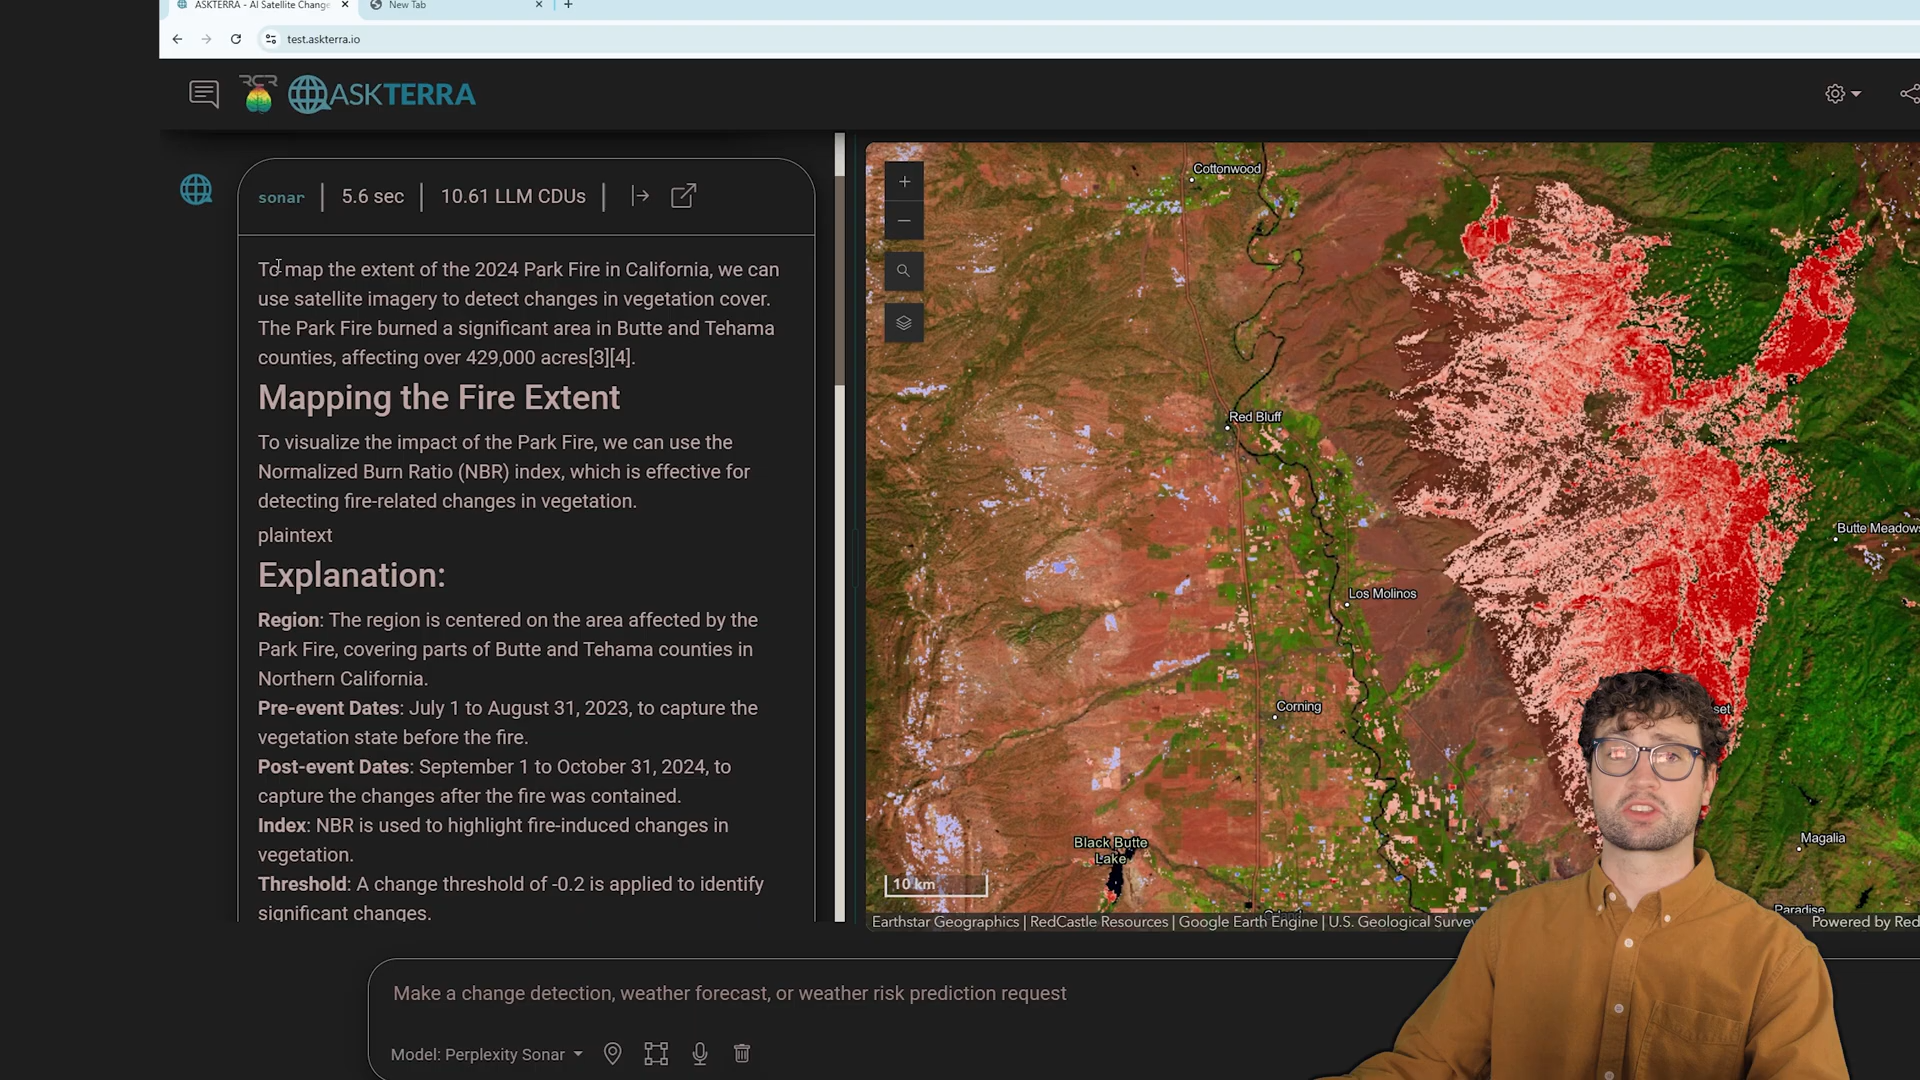 ASKTERRA - AI Satellite Change
New Tab
test.askterra.io
RCR
ASKTERRA
sonar | 5.6 sec | 10.61 LLM CDUs |
To map the extent of the 2024 Park Fire in California, we can
use satellite imagery to detect changes in vegetation cover.
The Park Fire burned a significant area in Butte and Tehama
counties, affecting over 429,000 acres[3][4].
Mapping the Fire Extent
To visualize the impact of the Park Fire, we can use the
Normalized Burn Ratio (NBR) index, which is effective for
detecting fire-related changes in vegetation.
plaintext
Explanation:
Region: The region is centered on the area affected by the
Park Fire, covering parts of Butte and Tehama counties in
Northern California.
Pre-event Dates: July 1 to August 31, 2023, to capture the
vegetation state before the fire.
Post-event Dates: September 1 to October 31, 2024, to
capture the changes after the fire was contained.
Index: NBR is used to highlight fire-induced changes in
vegetation.
Threshold: A change threshold of -0.2 is applied to identify
significant changes.
Cottonwood
Red Bluff
Butte Meadows
Los Molinos
Corning
Black Butte
Lake
Magalia
Paradise
10 km
Earthstar Geographics | RedCastle Resources | Google Earth Engine | U.S. Geological Survey
Powered by Red
Make a change detection, weather forecast, or weather risk prediction request
Model: Perplexity Sonar